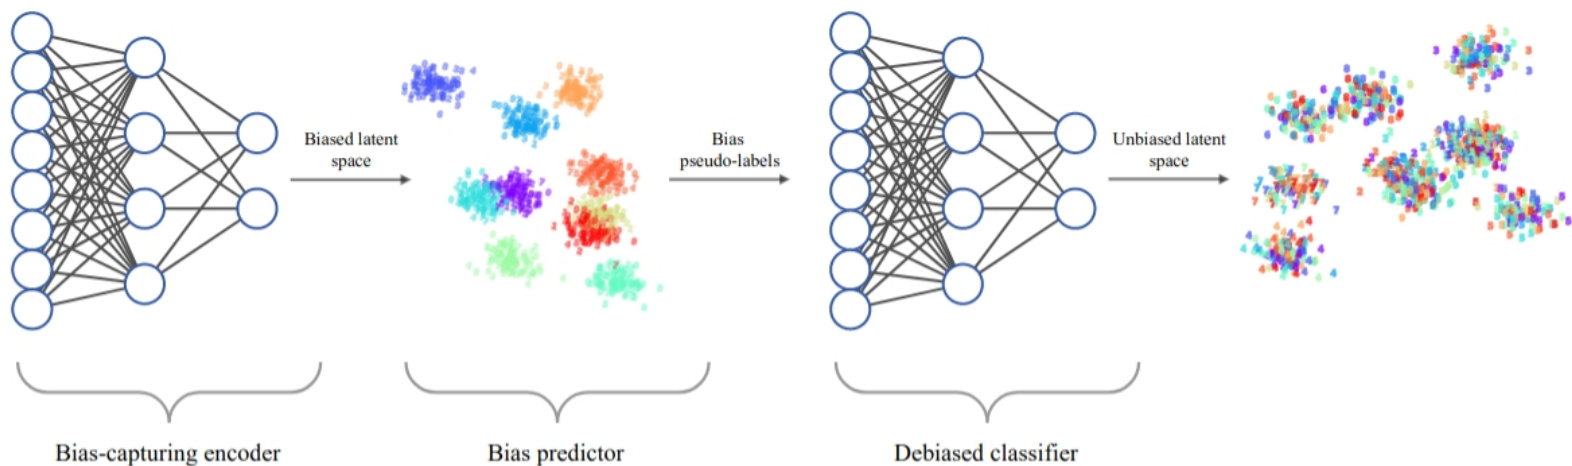 Biased latent
space
Bias
pseudo-labels
Unbiased latent
space
Bias-capturing encoder
Bias predictor
Debiased classifier